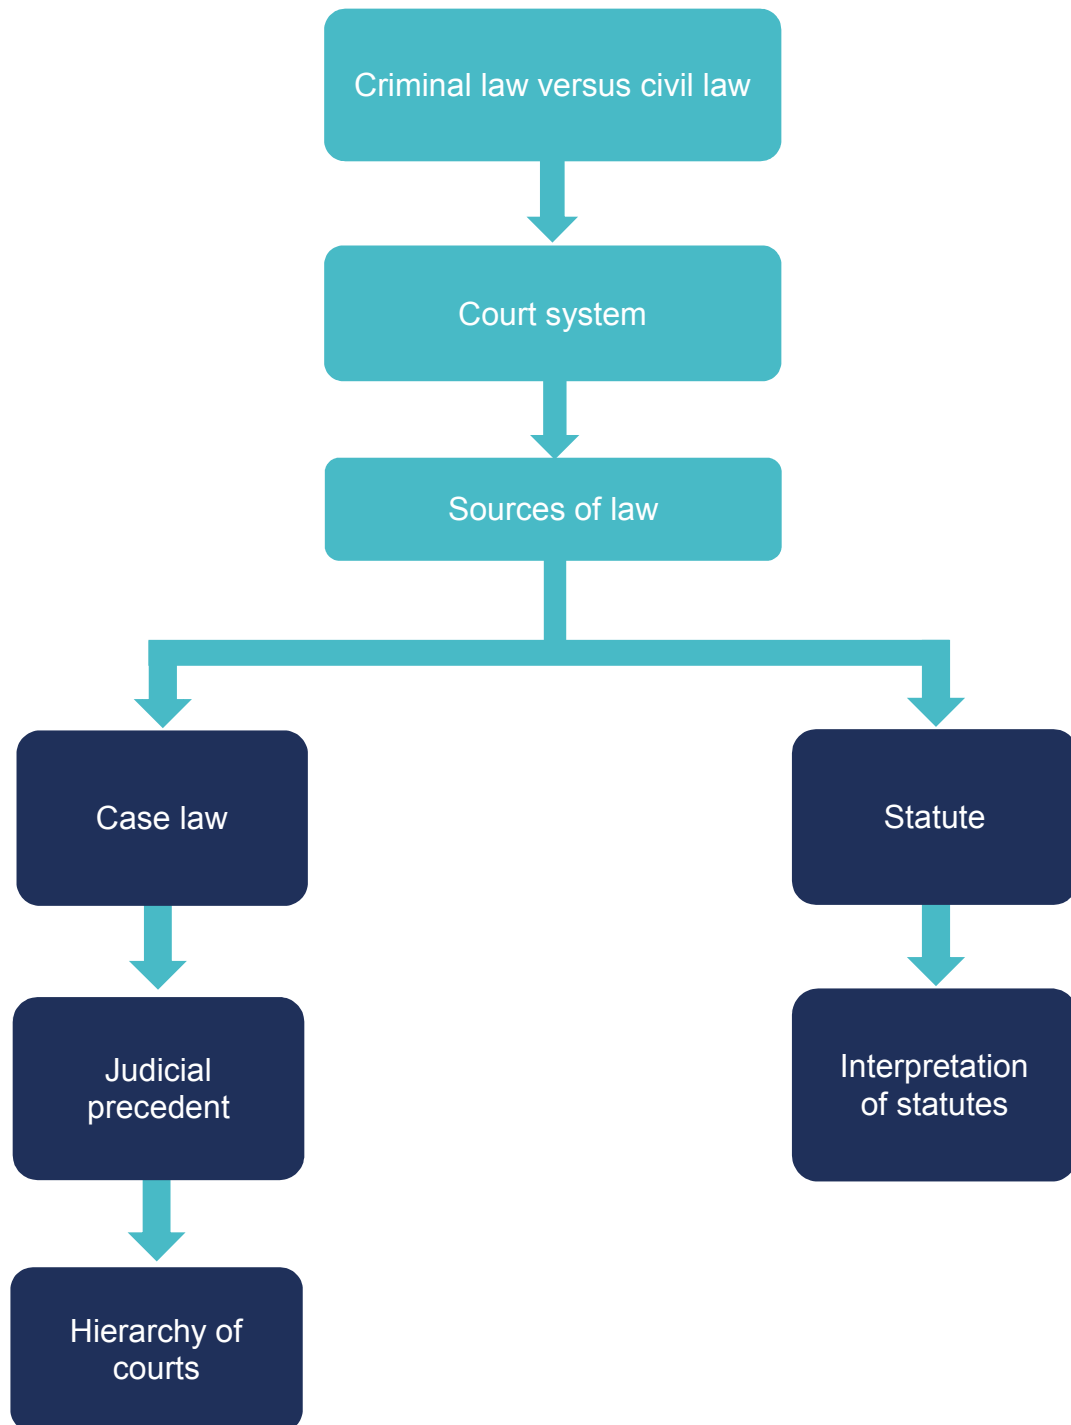 Criminal law versus civil law
Court system
Sources of law
Case law
Statute
Judicial
precedent
Interpretation
of statutes
Hierarchy of
courts